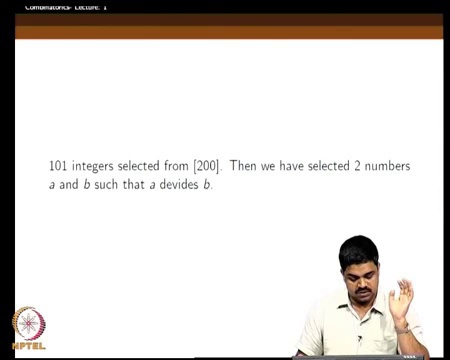 Combinatorics- Lecture: 1
101 integers selected from [200]. Then we have selected 2 numbers
a and b such that a devides b.
NPTEL